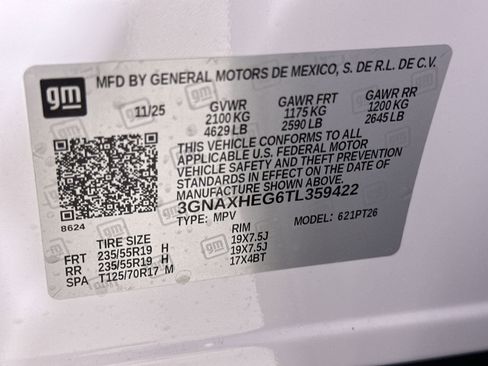 gm
MFD BY GENERAL MOTORS DE MEXICO, S. DE R.L. DE C.V.
11/25 GVWR GAWR FRT GAWR RR
2100 KG 1175 KG 1200 KG
4629 LB 2590 LB 2645 LB
THIS VEHICLE CONFORMS TO ALL
APPLICABLE U.S. FEDERAL MOTOR
VEHICLE SAFETY AND THEFT PREVENTION
STANDARDS IN EFFECT ON THE DATE OF
MANUFACTURE SHOWN ABOVE.
8624 3GNAXHEG6TL359422
TYPE: MPV MODEL: 621PT26
TIRE SIZE RIM
FRT 235/55R19 H 19X7.5J
RR 235/55R19 H 19X7.5J
SPA T125/70R17 M 17X4BT